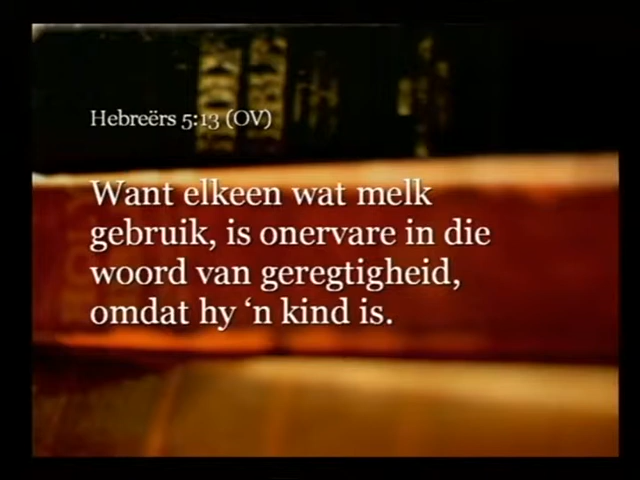 Hebreërs 5:13 (OV)
Want elkeen wat melk
gebruik, is onervare in die
woord van geregtigheid,
omdat hy ‘n kind is.